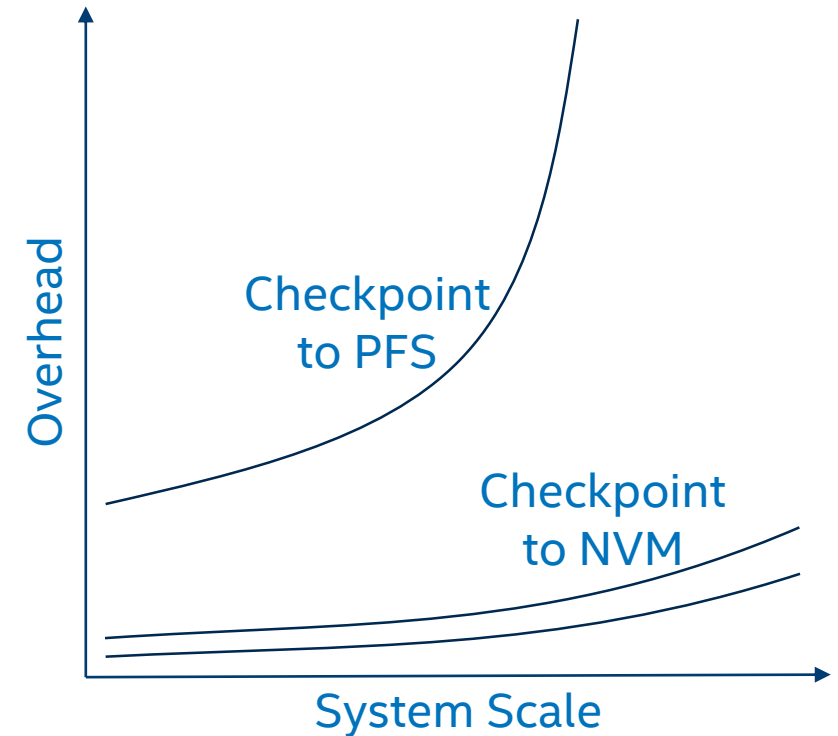 Overhead
Checkpoint
to PFS
Checkpoint
to NVM
System Scale